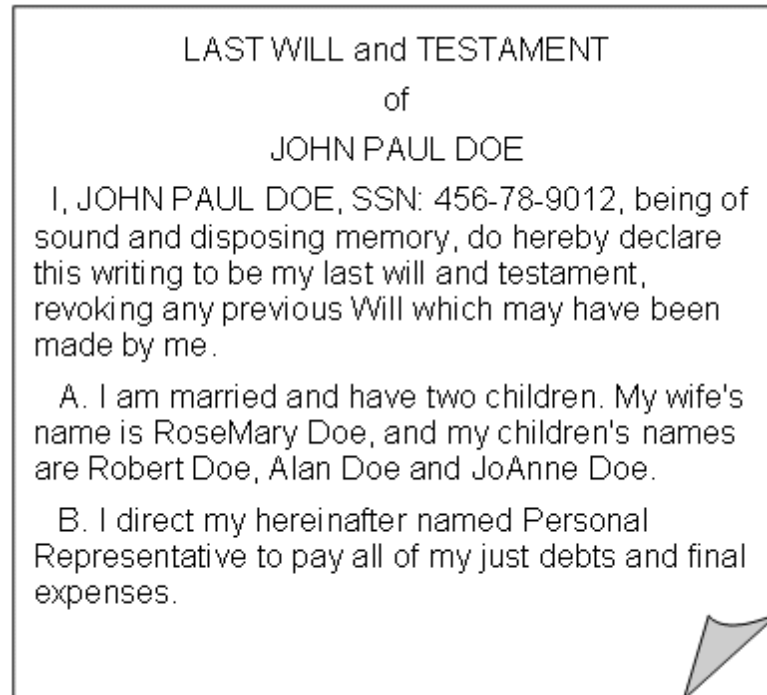 LAST WILL and TESTAMENT
of
JOHN PAUL DOE
I, JOHN PAUL DOE, SSN: 456-78-9012, being of
sound and disposing memory, do hereby declare
this writing to be my last will and testament,
revoking any previous Will which may have been
made by me.
A. I am married and have two children. My wife's
name is RoseMary Doe, and my children's names
are Robert Doe, Alan Doe and JoAnne Doe.
B. I direct my hereinafter named Personal
Representative to pay all of my just debts and final
expenses.